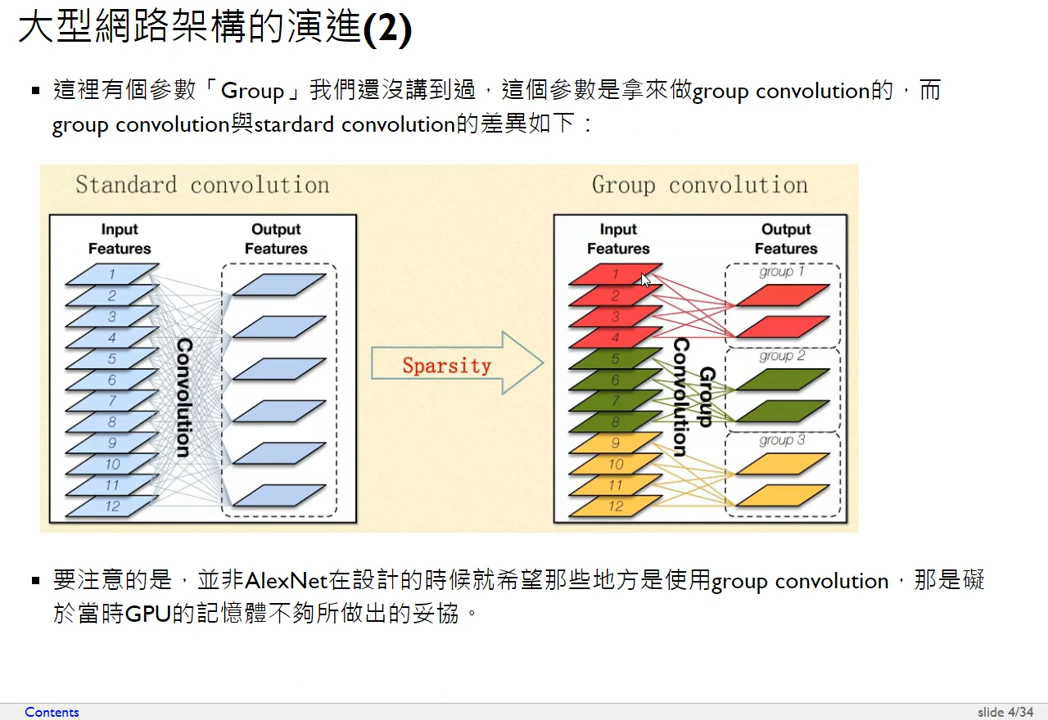 大型網路架構的演進(2)
▪ 這裡有個參數「Group」我們還沒講到過，這個參數是拿來做group convolution的，而
group convolution與stardard convolution的差異如下：
Standard convolution
Input
Features
Output
Features
1
2
3
4
5
6
7
8
9
10
11
12
Convolution
Sparsity
Group convolution
Input
Features
Output
Features
1
2
3
4
5
6
7
8
9
10
11
12
Convolution
Group
group 1
group 2
group 3
▪ 要注意的是，並非AlexNet在設計的時候就希望那些地方是使用group convolution，那是礙
於當時GPU的記憶體不夠所做出的妥協。
Contents
slide 4/34